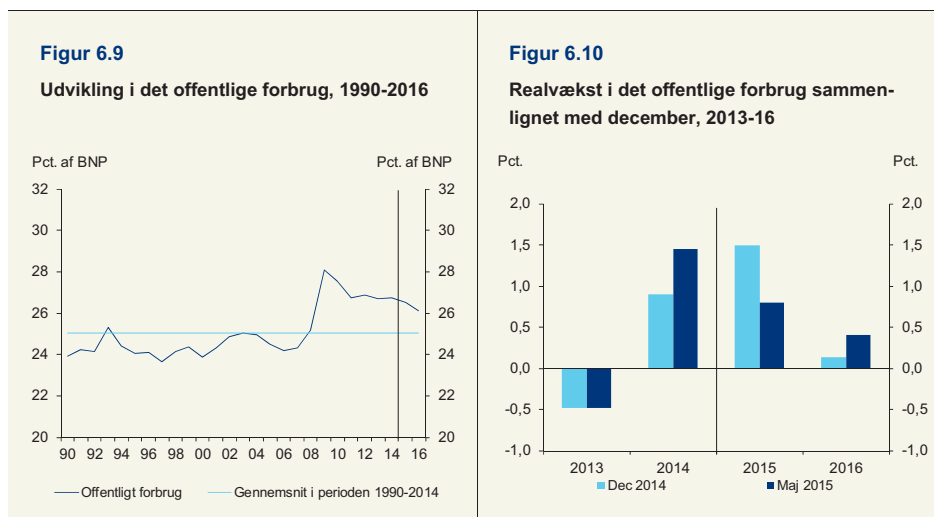 Figur 6.9
Udvikling i det offentlige forbrug, 1990-2016
Pct. af BNP Pct. af BNP
32 32
30 30
28 28
26 26
24 24
22 22
20 20
90 92 94 96 98 00 02 04 06 08 10 12 14 16
Offentligt forbrug Gennemsnit i perioden 1990-2014
Figur 6.10
Realvækst i det offentlige forbrug sammen-
lignet med december, 2013-16
Pct. Pct.
2,0 2,0
1,5 1,5
1,0 1,0
0,5 0,5
0,0 0,0
-0,5 -0,5
-1,0 -1,0
2013 2014 2015 2016
Dec 2014 Maj 2015